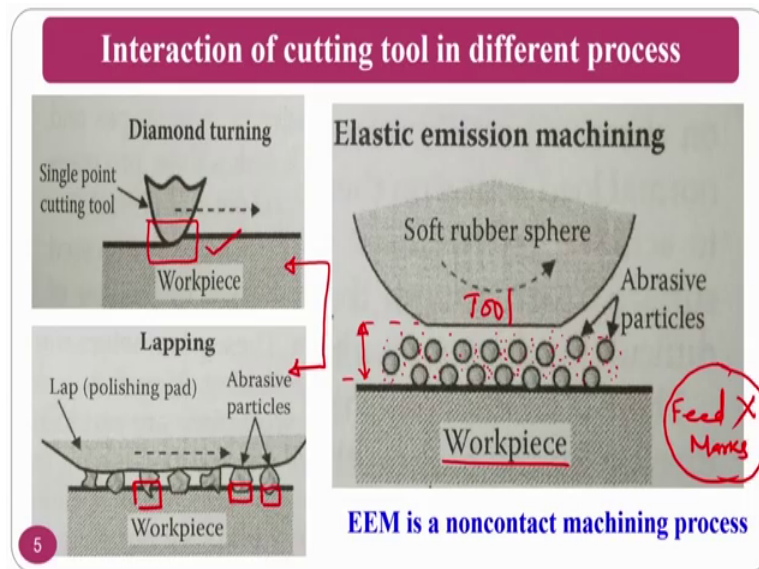 Interaction of cutting tool in different process
Diamond turning
Single point
cutting tool
Workpiece
Lapping
Lap (polishing pad)
Abrasive
particles
Workpiece
Elastic emission machining
Soft rubber sphere
Tool
Abrasive
particles
Workpiece
Feed X
Marks
EEM is a noncontact machining process
5